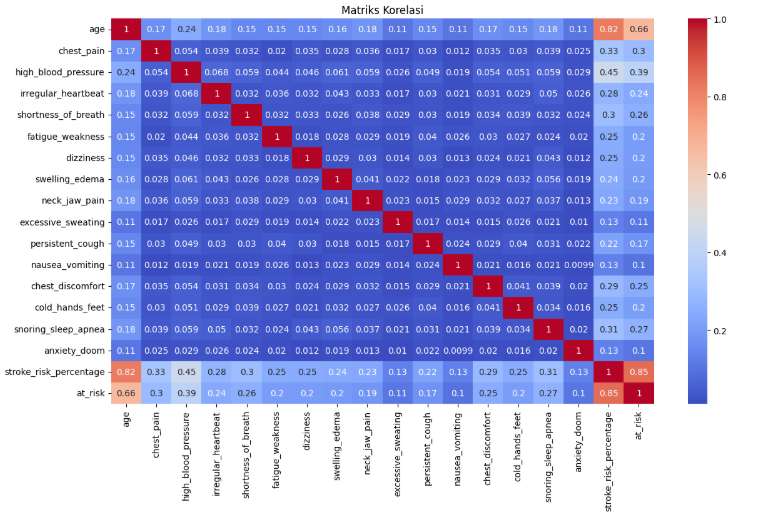 Matriks Korelasi
age 1 0.17 0.24 0.18 0.15 0.15 0.15 0.16 0.18 0.11 0.15 0.11 0.17 0.15 0.18 0.11 0.82 0.66
chest_pain 0.17 1 0.054 0.039 0.032 0.02 0.035 0.028 0.036 0.017 0.03 0.012 0.035 0.03 0.039 0.025 0.33 0.3
high_blood_pressure 0.24 0.054 1 0.068 0.059 0.044 0.046 0.061 0.059 0.026 0.049 0.019 0.054 0.051 0.059 0.029 0.45 0.39
irregular_heartbeat 0.18 0.039 0.068 1 0.032 0.036 0.032 0.043 0.033 0.017 0.03 0.021 0.031 0.029 0.05 0.026 0.28 0.24
shortness_of_breath 0.15 0.032 0.059 0.032 1 0.032 0.033 0.026 0.038 0.029 0.03 0.019 0.034 0.039 0.032 0.024 0.3 0.26
fatigue_weakness 0.15 0.02 0.044 0.036 0.032 1 0.018 0.028 0.029 0.019 0.04 0.026 0.03 0.027 0.024 0.02 0.25 0.2
dizziness 0.15 0.035 0.046 0.032 0.033 0.018 1 0.029 0.03 0.014 0.03 0.013 0.024 0.021 0.043 0.012 0.25 0.2
swelling_edema 0.16 0.028 0.061 0.043 0.026 0.028 0.029 1 0.041 0.022 0.018 0.023 0.029 0.032 0.056 0.019 0.24 0.2
neck_jaw_pain 0.18 0.036 0.059 0.033 0.038 0.029 0.03 0.041 1 0.023 0.015 0.029 0.032 0.027 0.037 0.013 0.23 0.19
excessive_sweating 0.11 0.017 0.026 0.017 0.029 0.019 0.014 0.022 0.023 1 0.017 0.014 0.015 0.026 0.021 0.01 0.13 0.11
persistent_cough 0.15 0.03 0.049 0.03 0.03 0.04 0.03 0.018 0.015 0.017 1 0.024 0.029 0.04 0.031 0.022 0.22 0.17
nausea_vomiting 0.11 0.012 0.019 0.021 0.019 0.026 0.013 0.023 0.029 0.014 0.024 1 0.021 0.016 0.021 0.0099 0.13 0.1
chest_discomfort 0.17 0.035 0.054 0.031 0.034 0.03 0.024 0.029 0.032 0.015 0.029 0.021 1 0.041 0.039 0.02 0.29 0.25
cold_hands_feet 0.15 0.03 0.051 0.029 0.039 0.027 0.021 0.032 0.027 0.026 0.04 0.016 0.041 1 0.034 0.016 0.25 0.2
snoring_sleep_apnea 0.18 0.039 0.059 0.05 0.032 0.024 0.043 0.056 0.037 0.021 0.031 0.021 0.039 0.034 1 0.02 0.31 0.27
anxiety_doom 0.11 0.025 0.029 0.026 0.024 0.02 0.012 0.019 0.013 0.01 0.022 0.0099 0.02 0.016 0.02 1 0.13 0.1
stroke_risk_percentage 0.82 0.33 0.45 0.28 0.3 0.25 0.25 0.24 0.23 0.13 0.22 0.13 0.29 0.25 0.31 0.13 1 0.85
at_risk 0.66 0.3 0.39 0.24 0.26 0.2 0.2 0.2 0.19 0.11 0.17 0.1 0.25 0.2 0.27 0.1 0.85 1
age
chest_pain
high_blood_pressure
irregular_heartbeat
shortness_of_breath
fatigue_weakness
dizziness
swelling_edema
neck_jaw_pain
excessive_sweating
persistent_cough
nausea_vomiting
chest_discomfort
cold_hands_feet
snoring_sleep_apnea
anxiety_doom
stroke_risk_percentage
at_risk
1.0
0.8
0.6
0.4
0.2